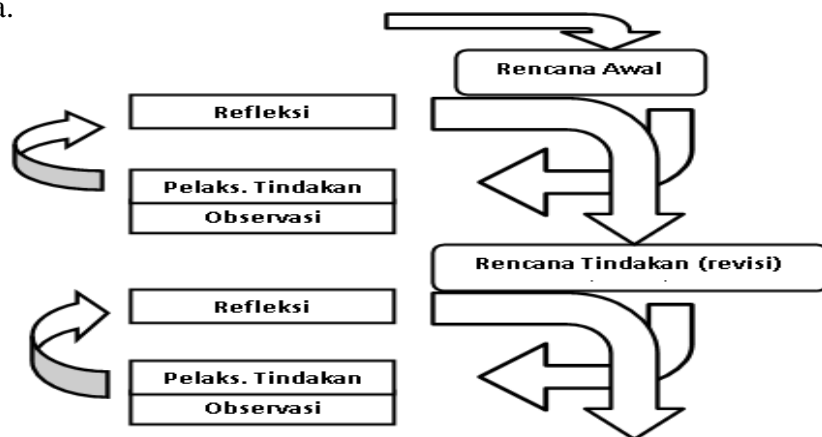 a.
Rencana Awal
Refleksi
Pelaks. Tindakan
Observasi
Rencana Tindakan (revisi)
Refleksi
Pelaks. Tindakan
Observasi